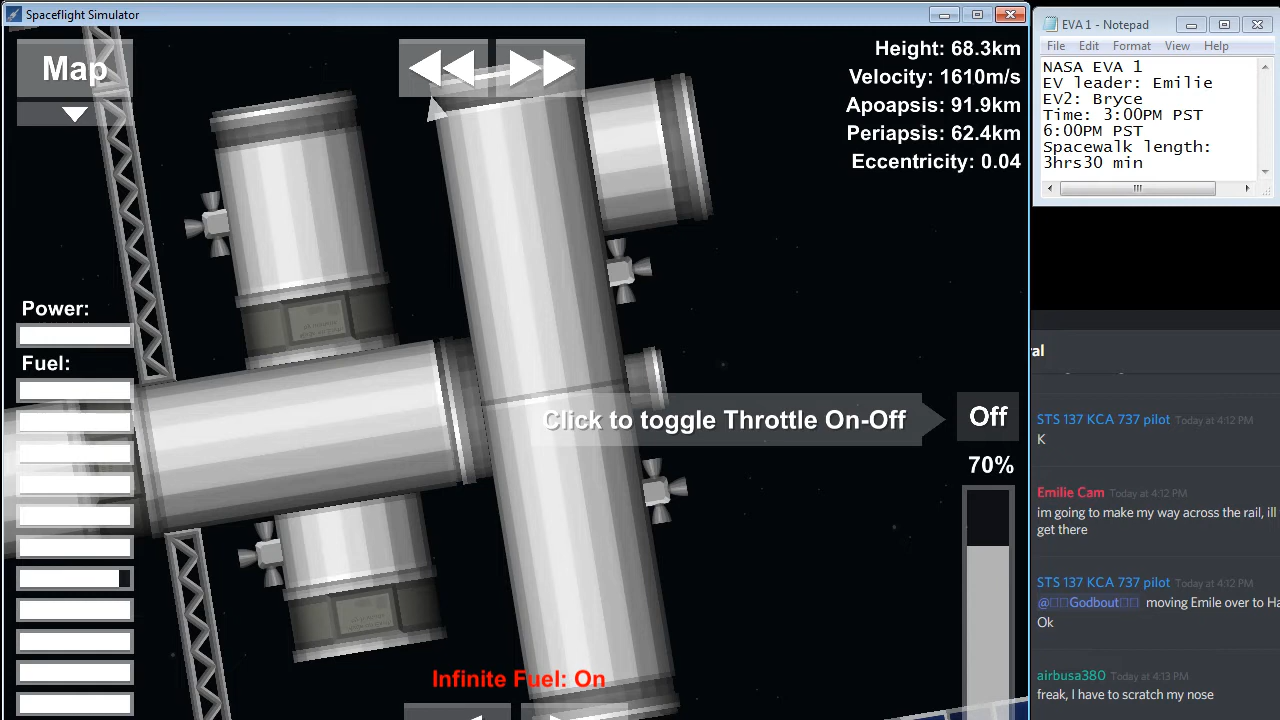 Spaceflight Simulator
Map
Height: 68.3km
Velocity: 1610m/s
Apoapsis: 91.9km
Periapsis: 62.4km
Eccentricity: 0.04
Power:
Fuel:
Click to toggle Throttle On-Off
Off
70%
Infinite Fuel: On
EVA 1 - Notepad
File Edit Format View Help
NASA EVA 1
EV leader: Emilie
EV2: Bryce
Time: 3:00PM PST
6:00PM PST
Spacewalk length:
3hrs30 min
al
STS 137 KCA 737 pilot Today at 4:12 PM
K
Emilie Cam Today at 4:12 PM
im going to make my way across the rail, ill
get there
STS 137 KCA 737 pilot Today at 4:12 PM
@Godbout moving Emile over to Ha
Ok
airbusa380 Today at 4:13 PM
freak, I have to scratch my nose